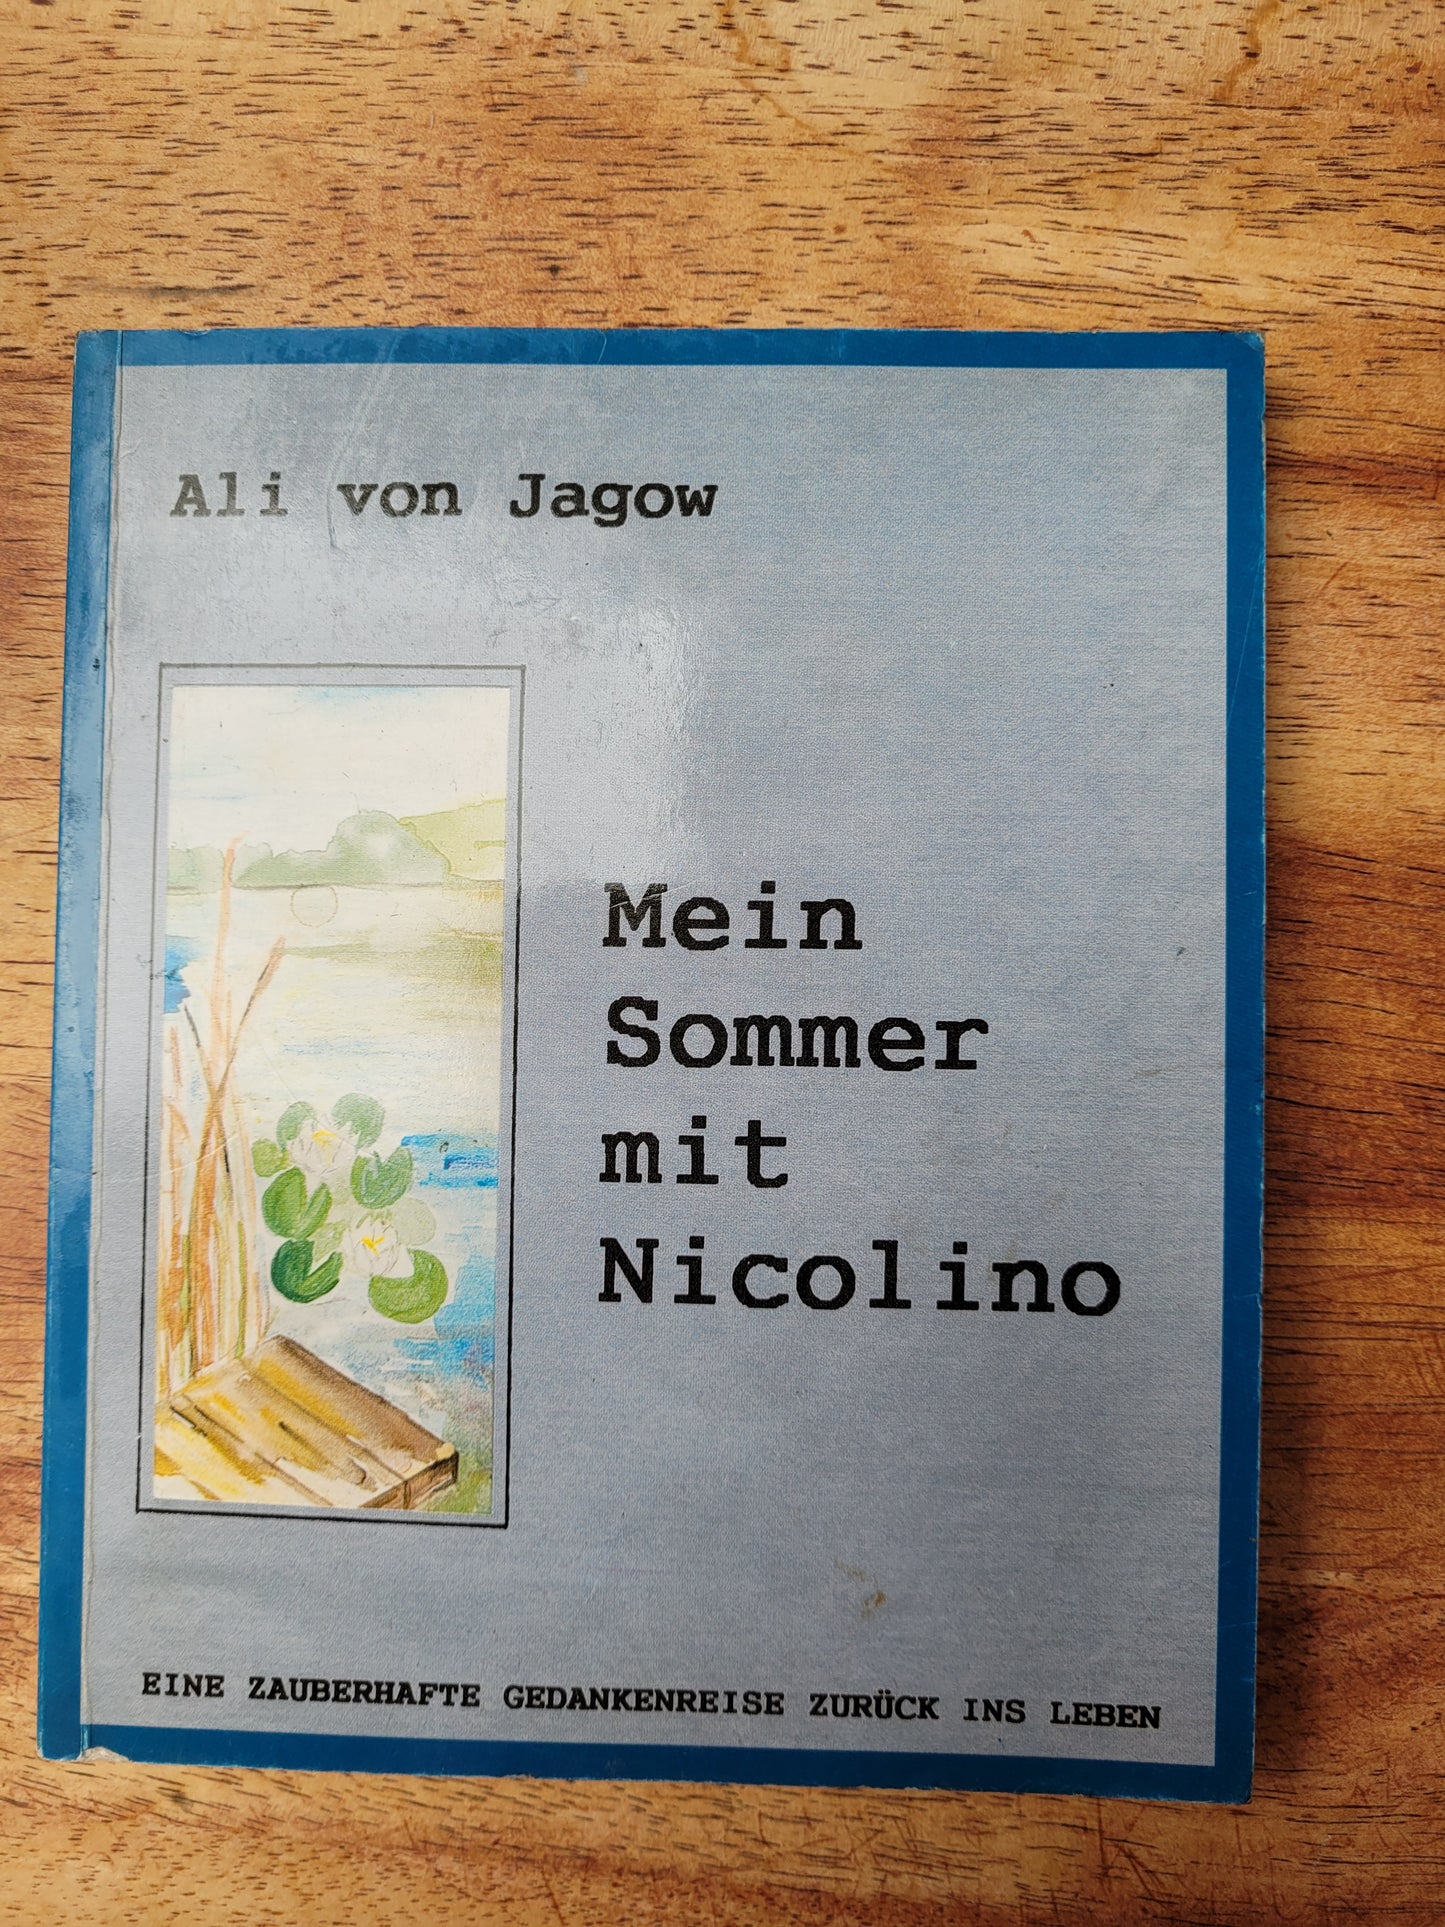 Ali von Jagow
Mein
Sommer
mit
Nicolino
EINE ZAUBERHAFTE GEDANKENREISE ZURÜCK INS LEBEN